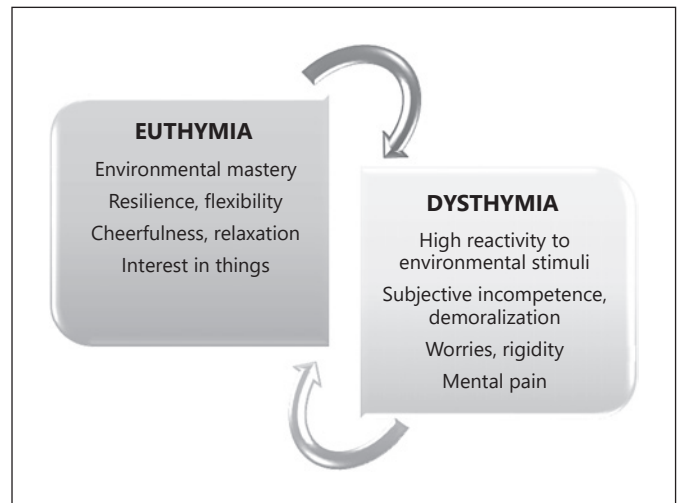 EUTHYMIA
Environmental mastery
Resilience, flexibility
Cheerfulness, relaxation
Interest in things
DYSTHYMIA
High reactivity to
environmental stimuli
Subjective incompetence,
demoralization
Worries, rigidity
Mental pain